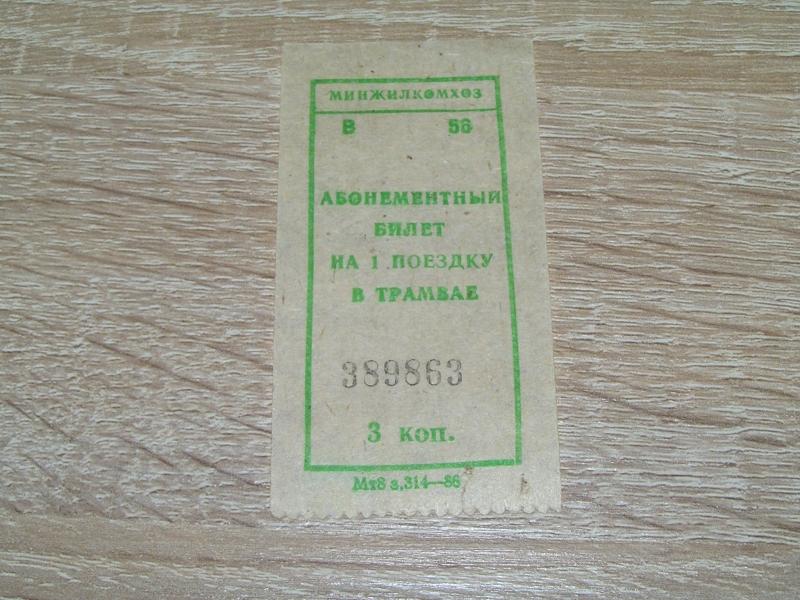 МИНЖИЛКОМХОЗ
В 56
АБОНЕМЕНТНЫЙ
БИЛЕТ
НА 1 ПОЕЗДКУ
В ТРАМВАЕ
389863
3 коп.
Мт8 з.314—86